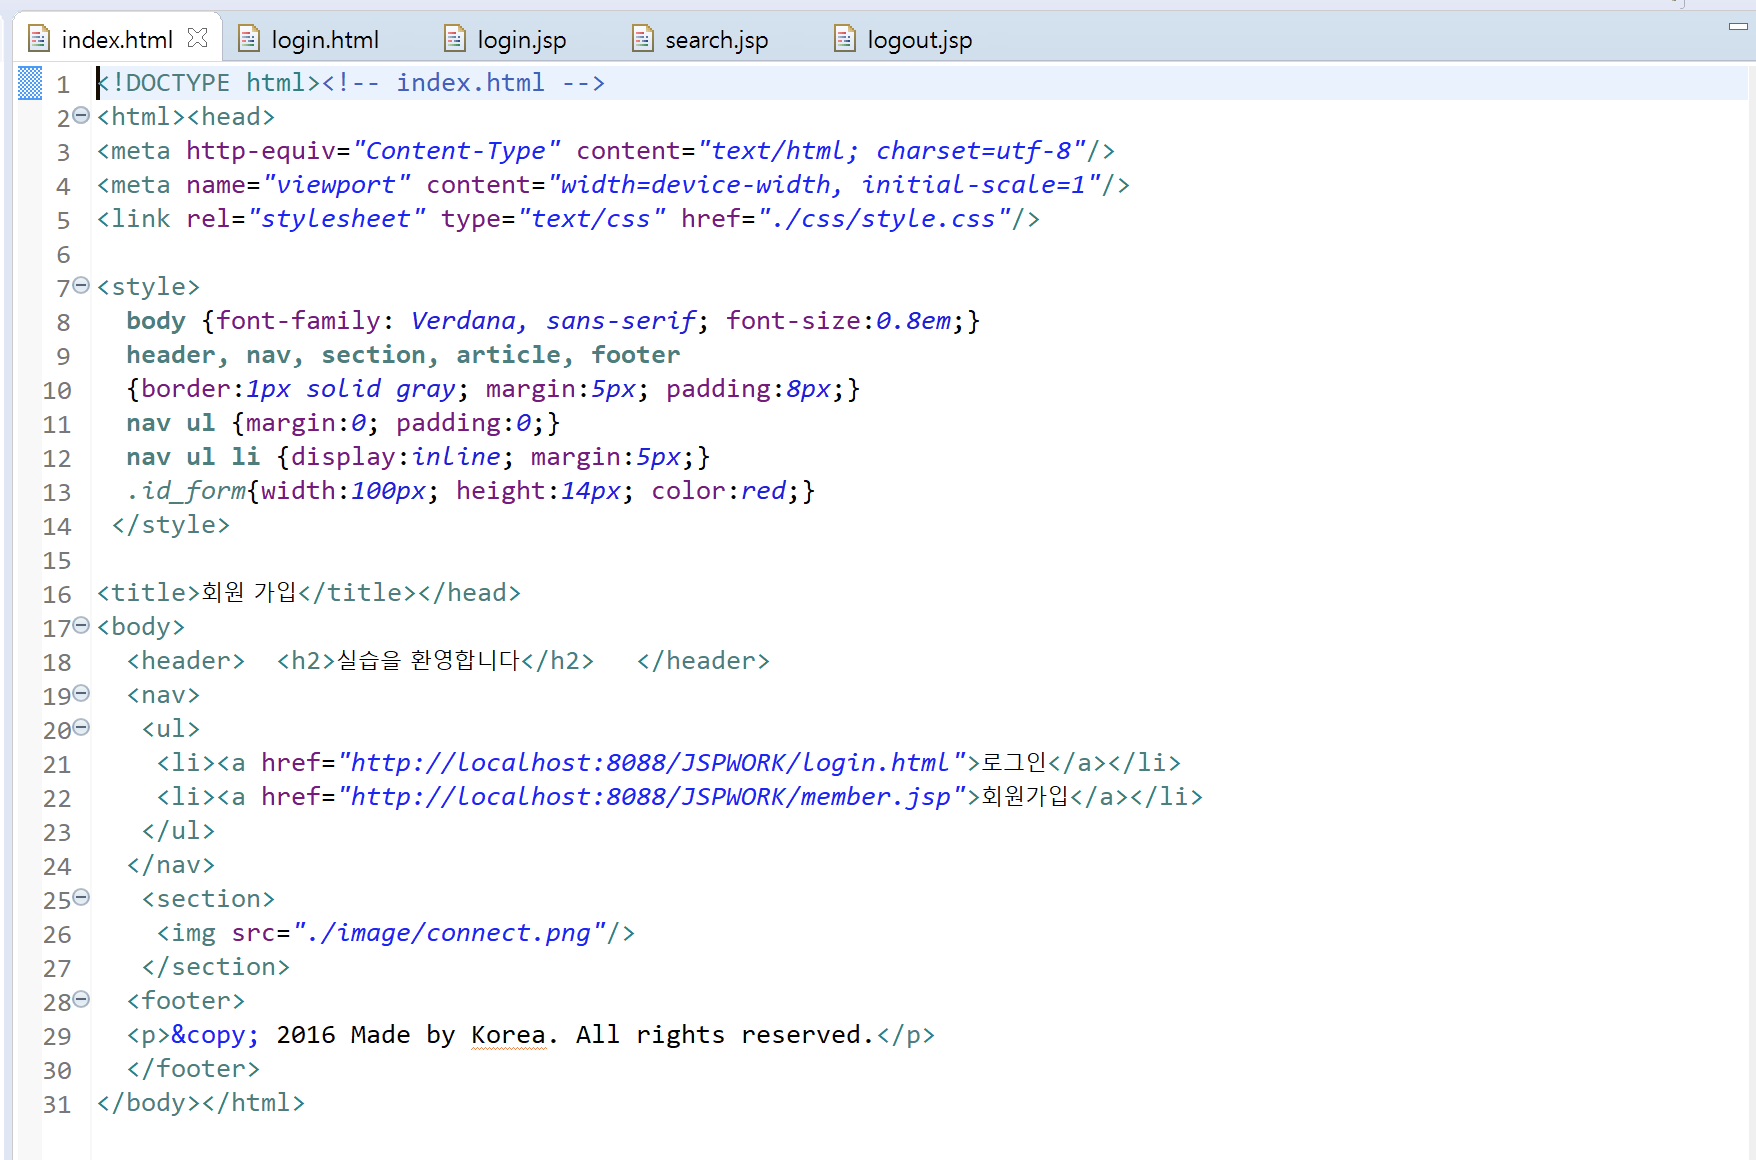 index.html login.html login.jsp search.jsp logout.jsp
1 <!DOCTYPE html><!-- index.html -->
2 <html><head>
3 <meta http-equiv="Content-Type" content="text/html; charset=utf-8"/>
4 <meta name="viewport" content="width=device-width, initial-scale=1"/>
5 <link rel="stylesheet" type="text/css" href="./css/style.css"/>
6
7 <style>
8   body {font-family: Verdana, sans-serif; font-size:0.8em;}
9   header, nav, section, article, footer
10   {border:1px solid gray; margin:5px; padding:8px;}
11   nav ul {margin:0; padding:0;}
12   nav ul li {display:inline; margin:5px;}
13   .id_form{width:100px; height:14px; color:red;}
14  </style>
15
16 <title>회원 가입</title></head>
17 <body>
18   <header>  <h2>실습을 환영합니다</h2>   </header>
19   <nav>
20    <ul>
21     <li><a href="http://localhost:8088/JSPWORK/login.html">로그인</a></li>
22     <li><a href="http://localhost:8088/JSPWORK/member.jsp">회원가입</a></li>
23    </ul>
24   </nav>
25    <section>
26     <img src="./image/connect.png"/>
27    </section>
28   <footer>
29   <p>&copy; 2016 Made by Korea. All rights reserved.</p>
30   </footer>
31 </body></html>